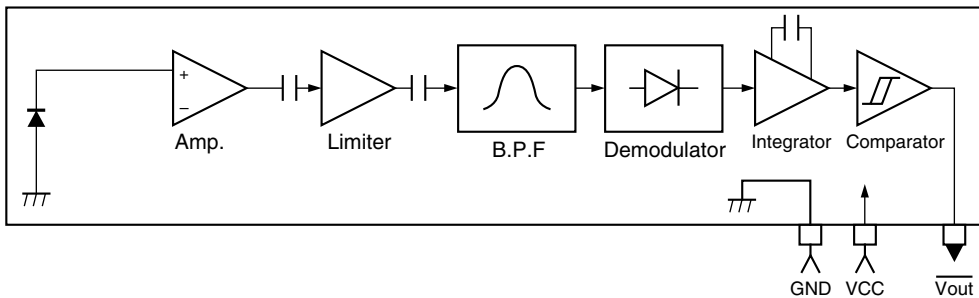 +
−
Amp.
Limiter
B.P.F
Demodulator
Integrator
Comparator
GND
VCC
Vout